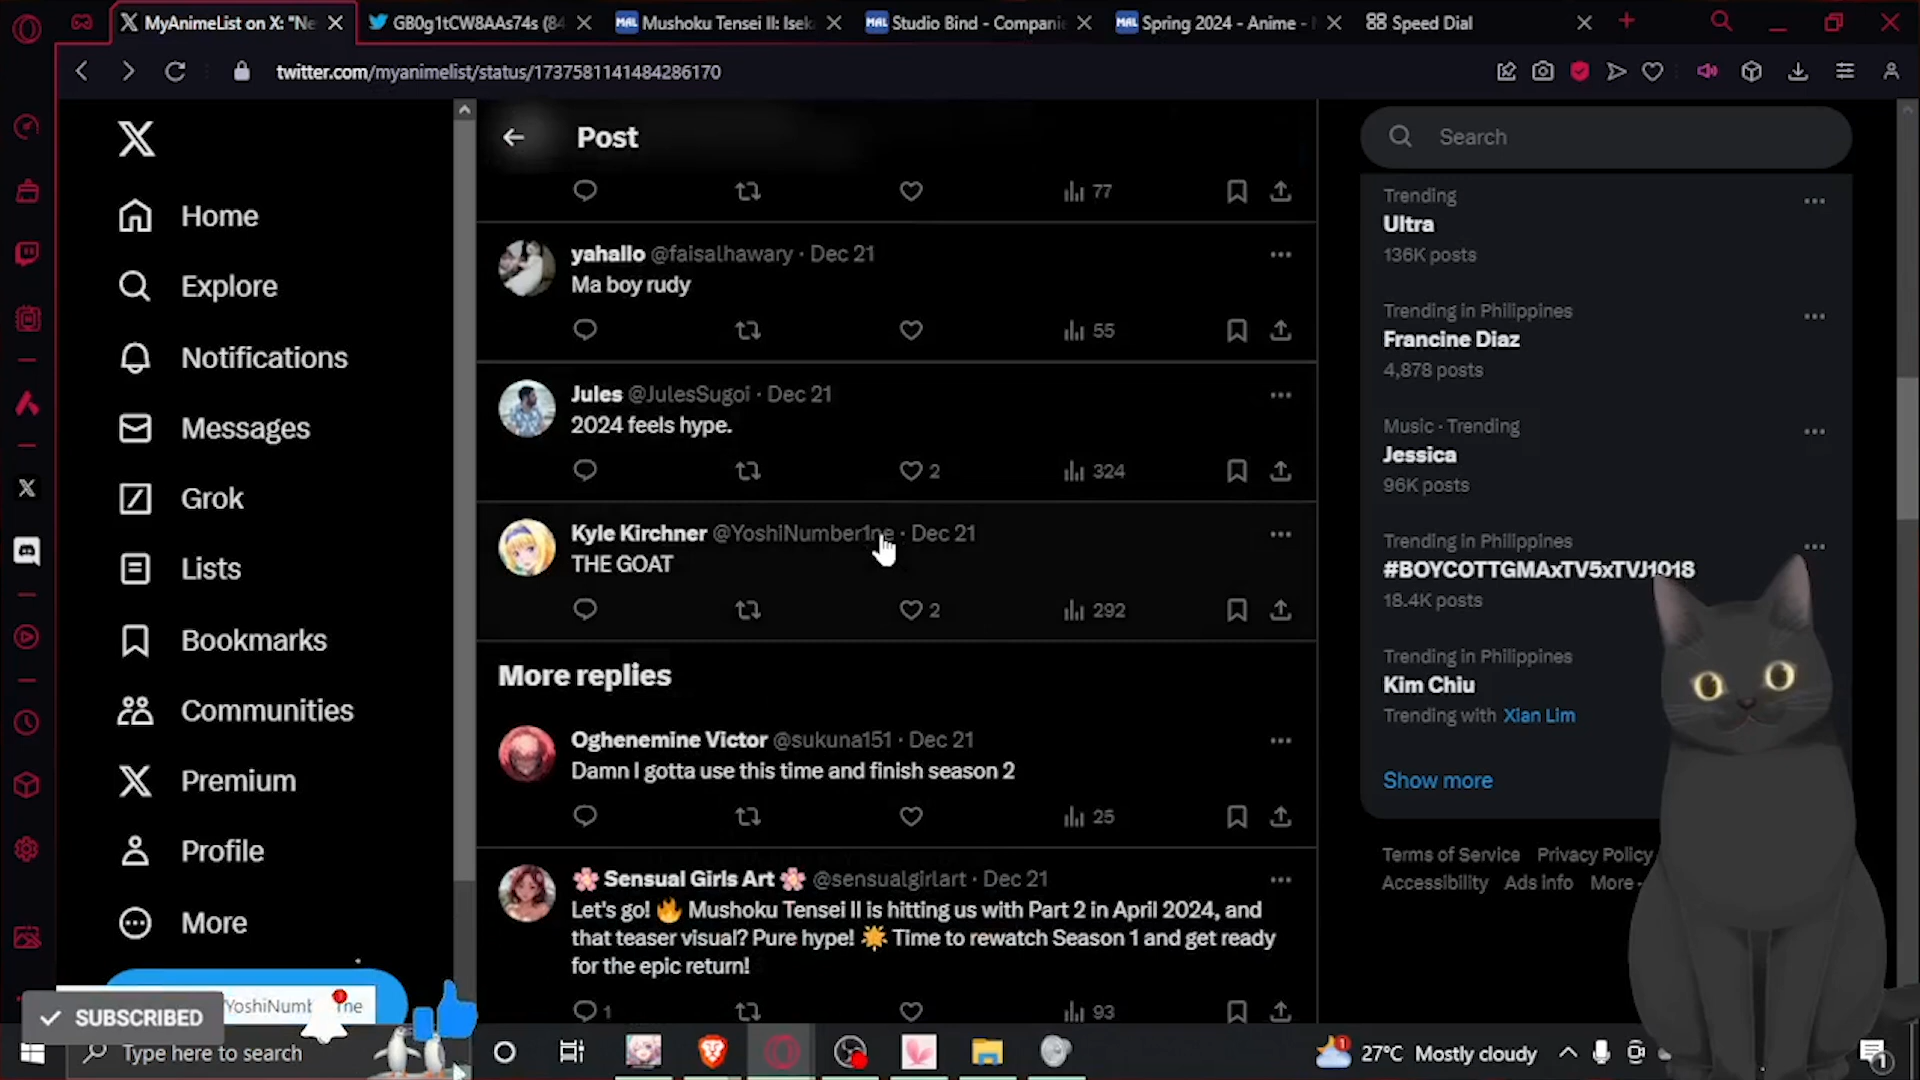 MyAnimeList on X: "Ne
GB0g1tCW8AAs74s (84
MAL Mushoku Tensei II: Isek
MAL Studio Bind - Companie
MAL Spring 2024 - Anime -
Speed Dial
twitter.com/myanimelist/status/1737581141484286170
Home
Explore
Notifications
Messages
Grok
Lists
Bookmarks
Communities
Premium
Profile
More
Post
77
yahallo @faisalhawary · Dec 21
Ma boy rudy
55
Jules @JulesSugoi · Dec 21
2024 feels hype.
2 324
Kyle Kirchner @YoshiNumber1ne · Dec 21
THE GOAT
2 292
More replies
Oghenemine Victor @sukuna151 · Dec 21
Damn I gotta use this time and finish season 2
25
🌸 Sensual Girls Art 🌸 @sensualgirlart · Dec 21
Let's go! 🔥 Mushoku Tensei II is hitting us with Part 2 in April 2024, and
that teaser visual? Pure hype! 🌟 Time to rewatch Season 1 and get ready
for the epic return!
1 93
Search
Trending
Ultra
136K posts
Trending in Philippines
Francine Diaz
4,878 posts
Music · Trending
Jessica
96K posts
Trending in Philippines
#BOYCOTTGMAxTV5xTVJ1018
18.4K posts
Trending in Philippines
Kim Chiu
Trending with Xian Lim
Show more
Terms of Service Privacy Policy
Accessibility Ads info More
SUBSCRIBED
Type here to search
27°C Mostly cloudy
1